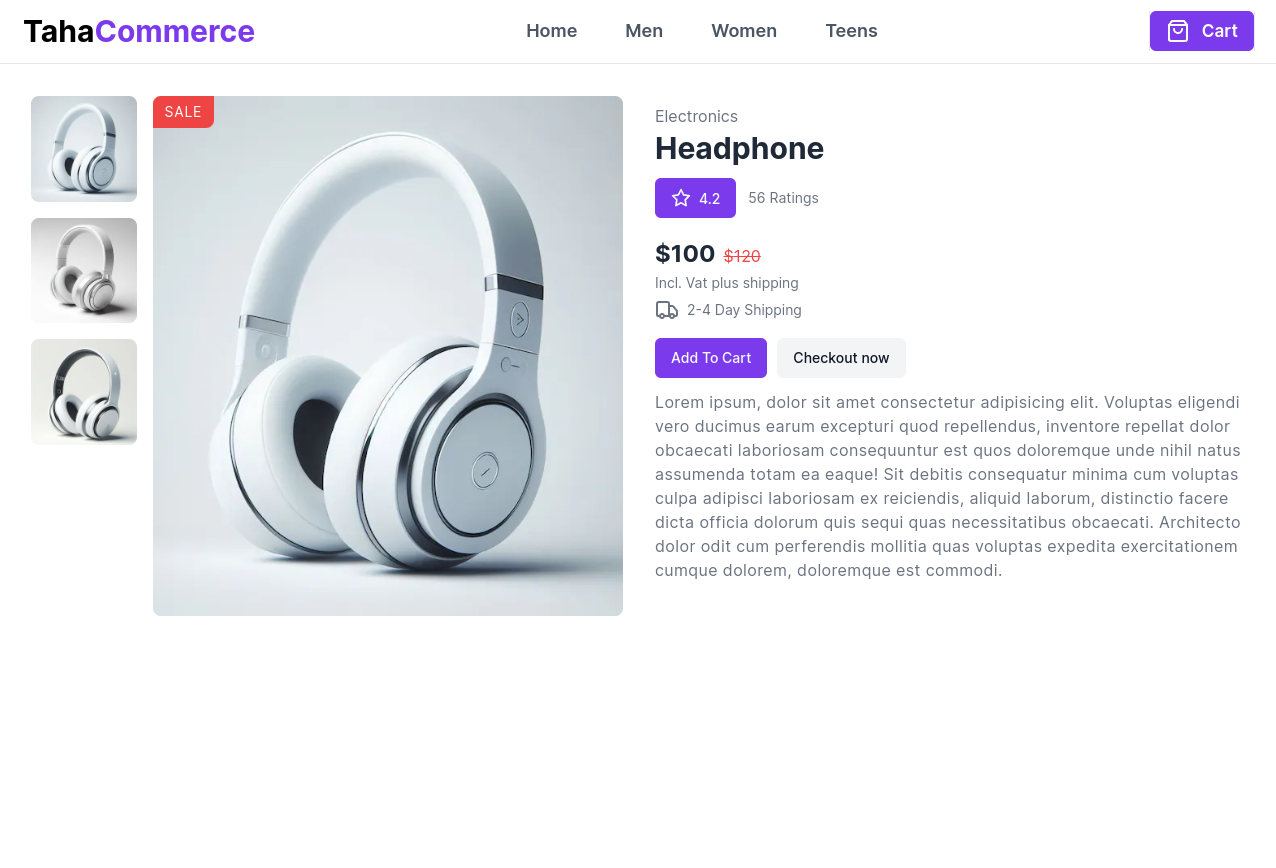 TahaCommerce
Home Men Women Teens
Cart
SALE
Electronics
Headphone
4.2 56 Ratings
$100 $120
Incl. Vat plus shipping
2-4 Day Shipping
Add To Cart Checkout now
Lorem ipsum, dolor sit amet consectetur adipisicing elit. Voluptas eligendi
vero ducimus earum excepturi quod repellendus, inventore repellat dolor
obcaecati laboriosam consequuntur est quos doloremque unde nihil natus
assumenda totam ea eaque! Sit debitis consequatur minima cum voluptas
culpa adipisci laboriosam ex reiciendis, aliquid laborum, distinctio facere
dicta officia dolorum quis sequi quas necessitatibus obcaecati. Architecto
dolor odit cum perferendis mollitia quas voluptas expedita exercitationem
cumque dolorem, doloremque est commodi.